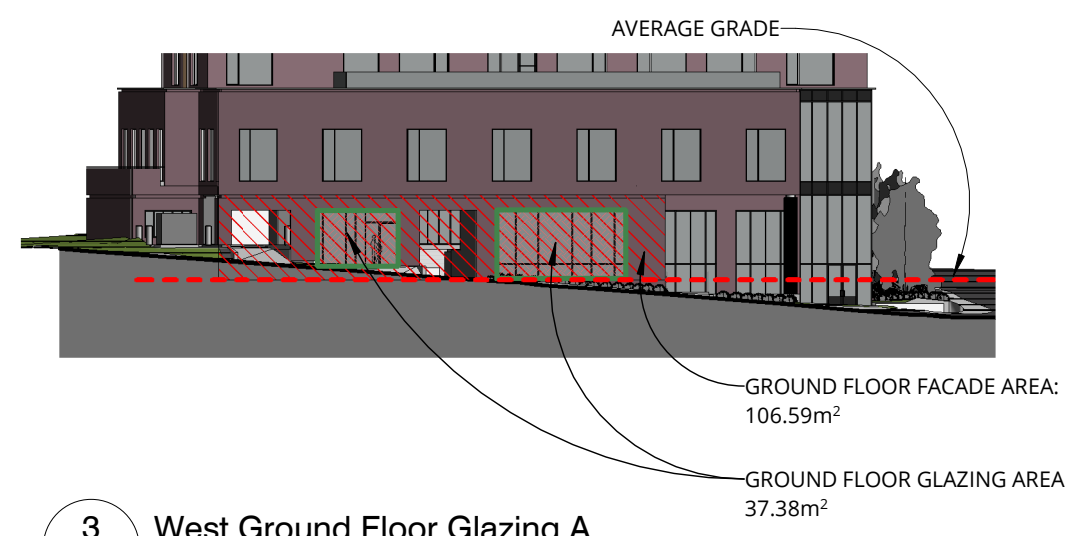 AVERAGE GRADE
GROUND FLOOR FACADE AREA:
106.59m²
GROUND FLOOR GLAZING AREA
37.38m²
3 West Ground Floor Glazing A